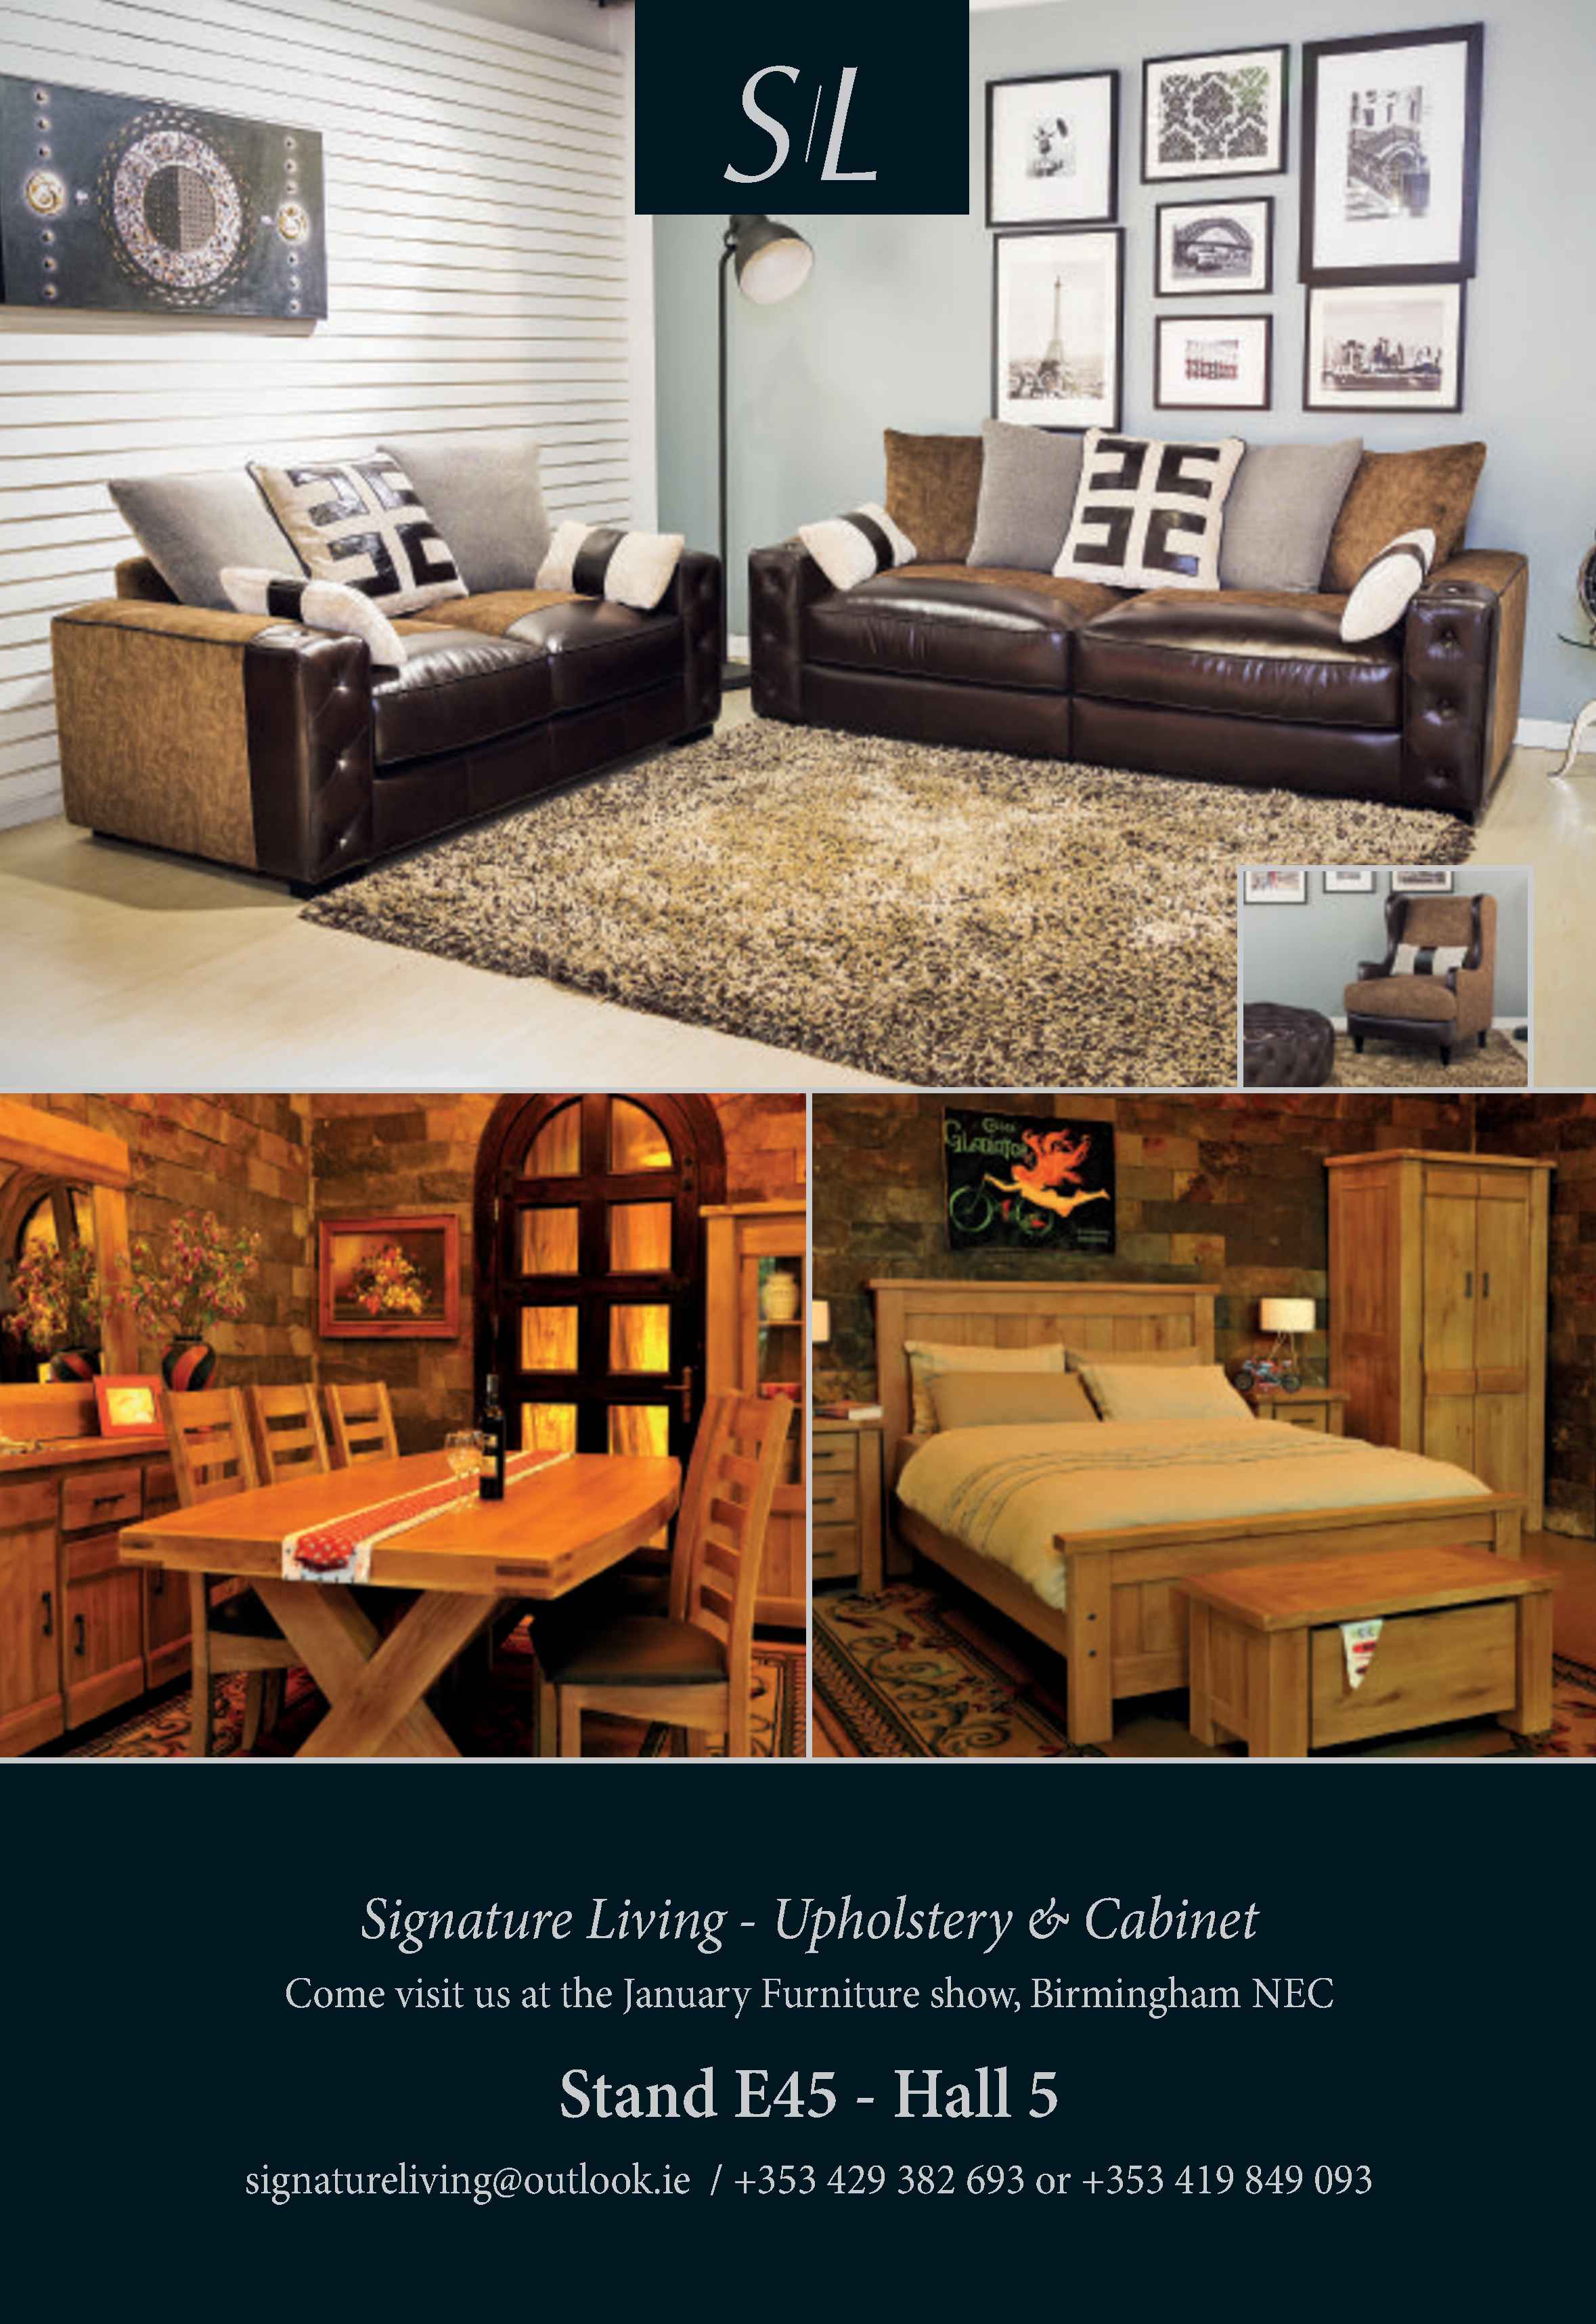 S/L
Gladiator
Signature Living - Upholstery & Cabinet
Come visit us at the January Furniture show, Birmingham NEC
Stand E45 - Hall 5
signatureliving@outlook.ie / +353 429 382 693 or +353 419 849 093